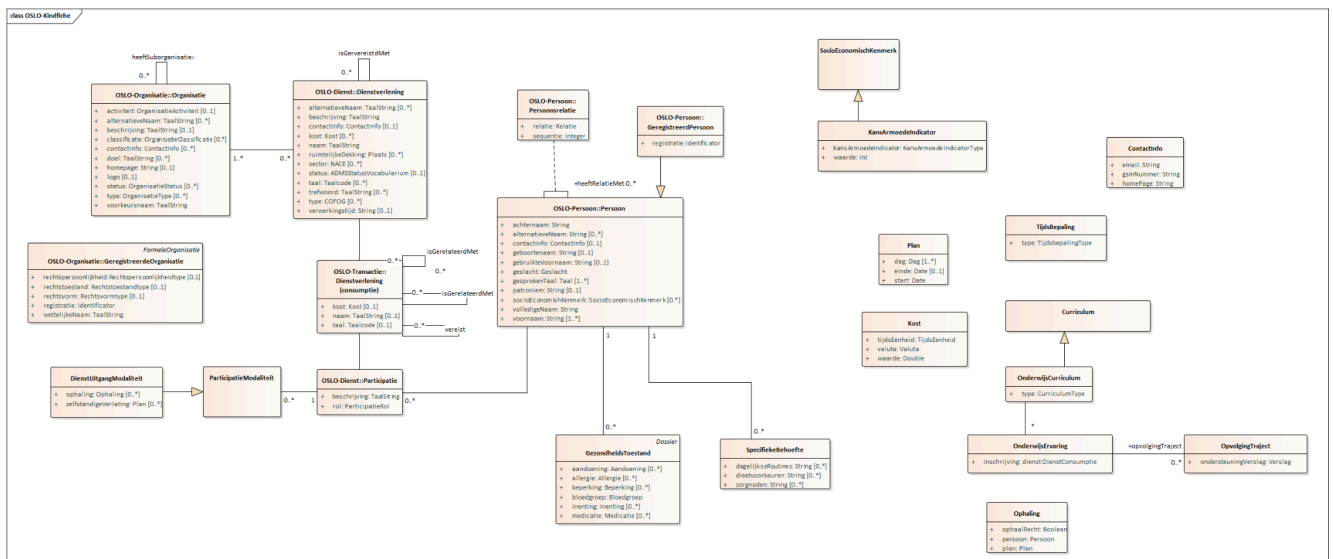 class OSLO-Kindfiche
heeftSuborganisatie
0..*
OSLO-Organisatie::Organisatie
+ activiteit: OrganisatieActiviteit [0..1]
+ alternatieveNaam: TaalString [0..*]
+ beschrijving: TaalString [0..1]
+ classificatie: OrganisatieClassificatie [0..*]
+ contactinfo: ContactInfo [0..*]
+ doel: TaalString [0..*]
+ homepage: String [0..1]
+ logo [0..1]
+ status: OrganisatieStatus [0..*]
+ type: OrganisatieType [0..*]
+ voorkeursnaam: TaalString
1..*
0..*
isGervereistdMet
0..*
OSLO-Dienst::Dienstverlening
+ alternatieveNaam: TaalString [0..*]
+ beschrijving: TaalString
+ contactinfo: ContactInfo [0..1]
+ kost: Kost [0..*]
+ naam: TaalString
+ ruimtelijkeDekking: Plaats [0..*]
+ sector: NACE [0..*]
+ status: ADMSStatusVocabularium [0..1]
+ taal: Taalcode [0..*]
+ trefwoord: TaalString [0..*]
+ type: COFOG [0..*]
+ verwerkingstijd: String [0..1]
FormeleOrganisatie
OSLO-Organisatie::GeregistreerdeOrganisatie
+ rechtspersoonlijkheid: Rechtspersoonlijkheidtype [0..1]
+ rechtstoestand: Rechtstoestandtype [0..1]
+ rechtsvorm: Rechtsvormtype [0..1]
+ registratie: Identificator
+ wettelijkeNaam: TaalString
OSLO-Transactie::
Dienstverlening
(consumptie)
+ kost: Kost [0..1]
+ naam: TaalString [0..1]
+ taal: Taalcode [0..1]
isGerelateerdMet
0..*
0..*
0..*
isGerelateerdMet
0..*
vereist
DienstUitgangModaliteit
+ ophaling: Ophaling [0..*]
+ zelfstandigeVerlating: Plan [0..*]
ParticipatieModaliteit
0..*
1
OSLO-Dienst::Participatie
+ beschrijving: TaalString
+ rol: ParticipatieRol
0..*
OSLO-Persoon::
Persoonsrelatie
+ relatie: Relatie
+ sequentie: Integer
OSLO-Persoon::
GeregistreerdPersoon
+ registratie: Identificator
+heeftRelatieMet 0..*
OSLO-Persoon::Persoon
+ achternaam: String
+ alternatieveNaam: String [0..*]
+ contactinfo: ContactInfo [0..1]
+ geboortenaam: String [0..1]
+ gebruikteVoornaam: String [0..1]
+ geslacht: Geslacht
+ gesprokenTaal: Taal [1..*]
+ patroniem: String [0..1]
+ socioEconomischKenmerk: SocioEconomischKenmerk [0..*]
+ volledigeNaam: String
+ voornaam: String [1..*]
1
1
0..*
0..*
Dossier
GezondheidsToestand
+ aandoening: Aandoening [0..*]
+ allergie: Allergie [0..*]
+ beperking: Beperking [0..*]
+ bloedgroep: Bloedgroep
+ inenting: Inenting [0..*]
+ medicatie: Medicatie [0..*]
SpecifiekeBehoefte
+ dagelijkseRoutines: String [0..*]
+ dieetvoorkeuren: String [0..*]
+ zorgnoden: String [0..*]
SocioEconomischKenmerk
KansArmoedeIndicator
+ KansArmoedeIndicator: KansArmoedeIndicatorType
+ waarde: Int
ContactInfo
+ email: String
+ gsmNummer: String
+ homePage: String
TijdsBepaling
+ type: TijdsbepalingType
Plan
+ dag: Dag [1..*]
+ einde: Date [0..1]
+ start: Date
Kost
+ tijdsEenheid: TijdsEenheid
+ valuta: Valuta
+ waarde: Double
Curriculum
OnderwijsCurriculum
+ type: CurriculumType
*
OnderwijsErvaring
+ inschrijving: dienst:DienstConsumptie
+opvolgingTraject
0..*
OpvolgingTraject
+ ondersteuningVerslag: Verslag
Ophaling
+ ophaalRecht: Boolean
+ persoon: Persoon
+ plan: Plan